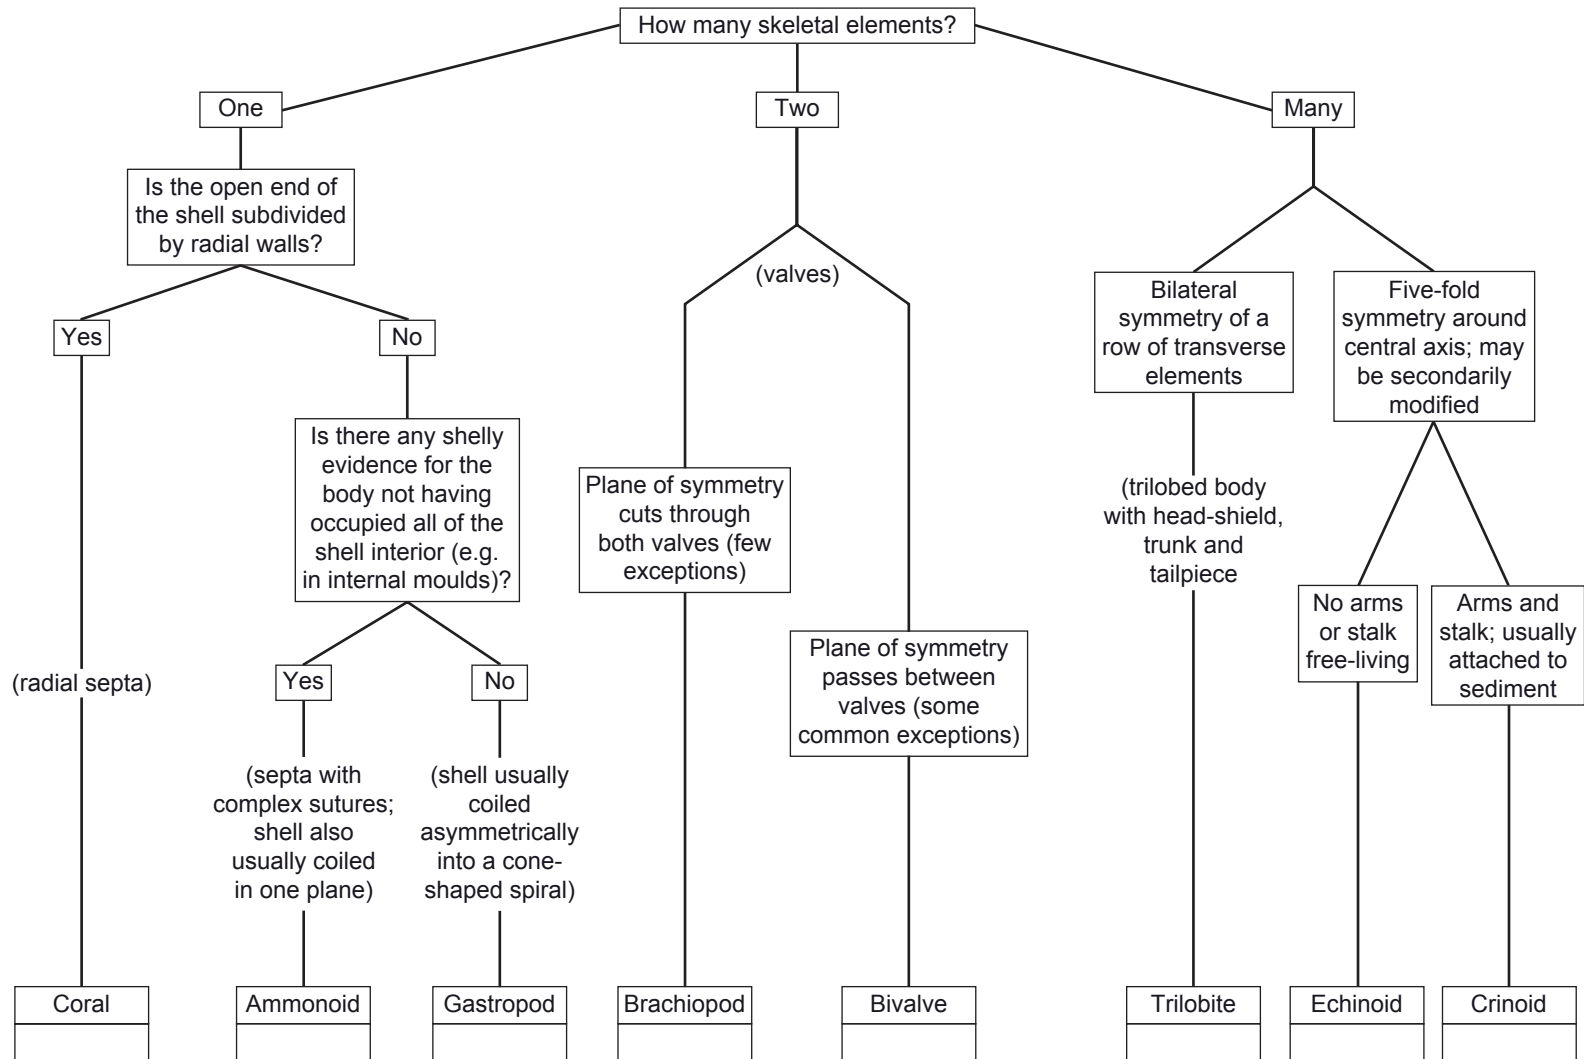 How many skeletal elements?
One
Two
Many
Is the open end of
the shell subdivided
by radial walls?
(valves)
Bilateral
symmetry of a
row of transverse
elements
Five-fold
symmetry around
central axis; may
be secondarily
modified
Yes
No
Is there any shelly
evidence for the
body not having
occupied all of the
shell interior (e.g.
in internal moulds)?
Plane of symmetry
cuts through
both valves (few
exceptions)
(trilobed body
with head-shield,
trunk and
tailpiece
No arms
or stalk
free-living
Arms and
stalk; usually
attached to
sediment
Plane of symmetry
passes between
valves (some
common exceptions)
(radial septa)
Yes
No
(septa with
complex sutures;
shell also
usually coiled
in one plane)
(shell usually
coiled
asymmetrically
into a cone-
shaped spiral)
Coral
Ammonoid
Gastropod
Brachiopod
Bivalve
Trilobite
Echinoid
Crinoid